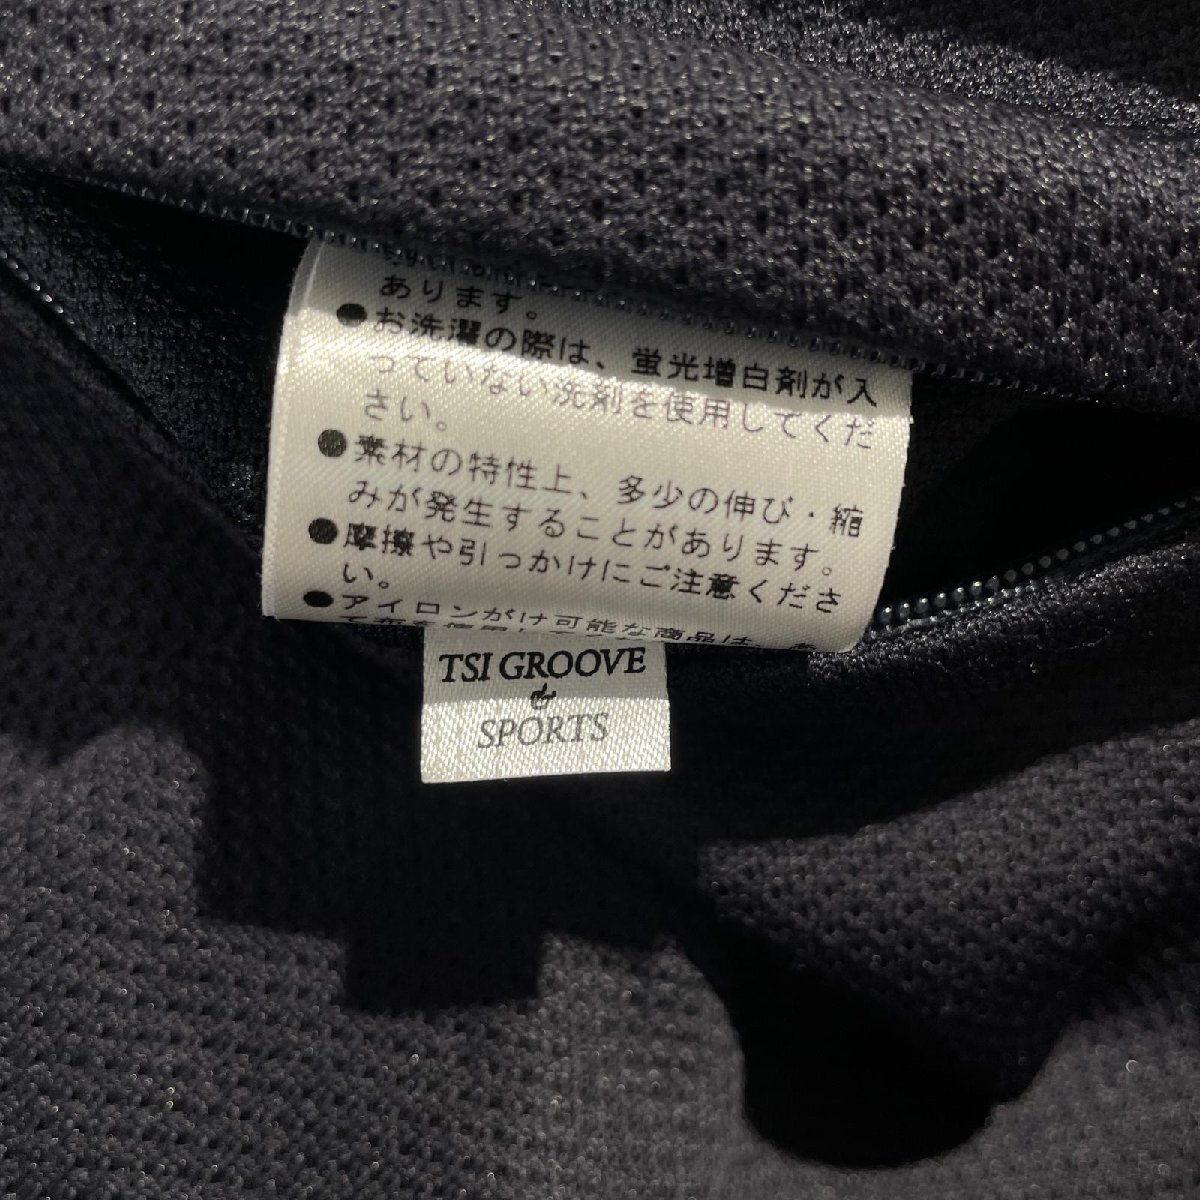 あります。
●お洗濯の際は、蛍光増白剤が入
っていない洗剤を使用してくだ
さい。
●素材の特性上、多少の伸び・縮
みが発生することがあります。
●摩擦や引っかけにご注意くださ
い。
●アイロンがけ可能な商品は、
TSI GROOVE
&
SPORTS